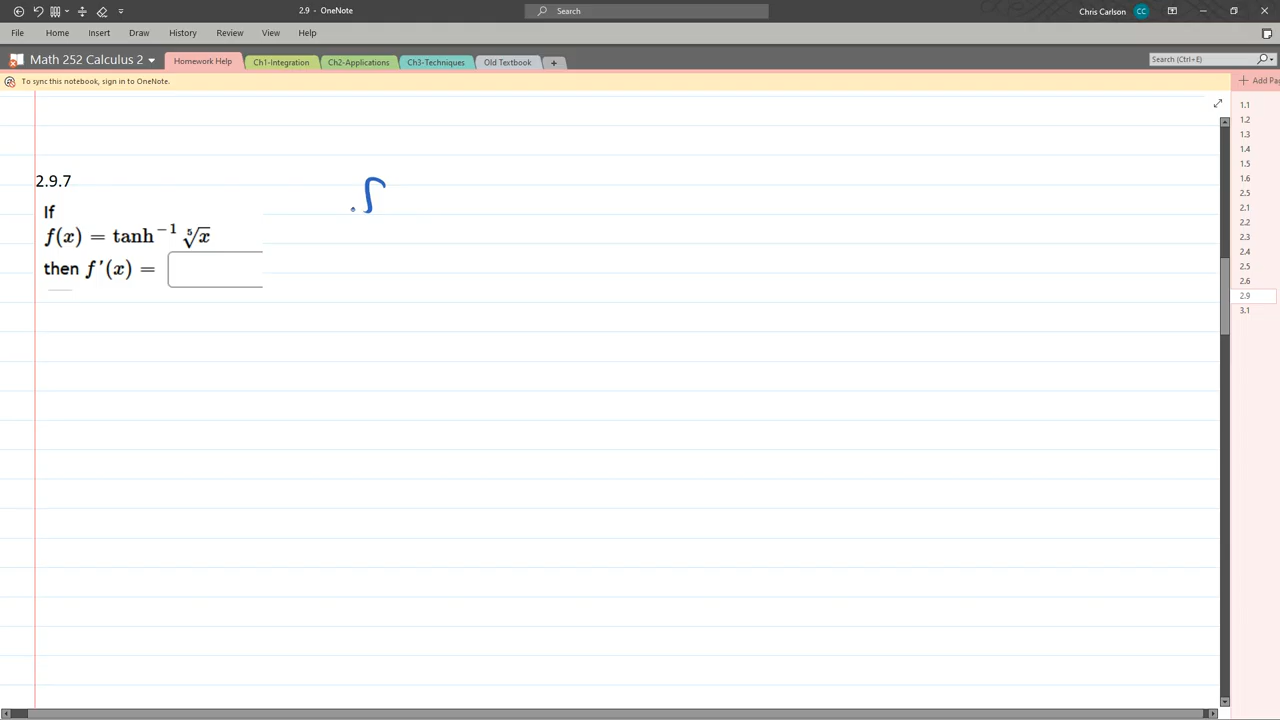 2.9 - OneNote
Search
Chris Carlson
CC
File Home Insert Draw History Review View Help
Math 252 Calculus 2
Homework Help
Ch1-Integration
Ch2-Applications
Ch3-Techniques
Old Textbook
+
Search (Ctrl+E)
To sync this notebook, sign in to OneNote.
+ Add Pag
1.1
1.2
1.3
1.4
1.5
1.6
2.5
2.1
2.2
2.3
2.4
2.5
2.6
2.9
3.1
2.9.7
If
f(x) = tanh⁻¹ ⁵√x
then f'(x) =